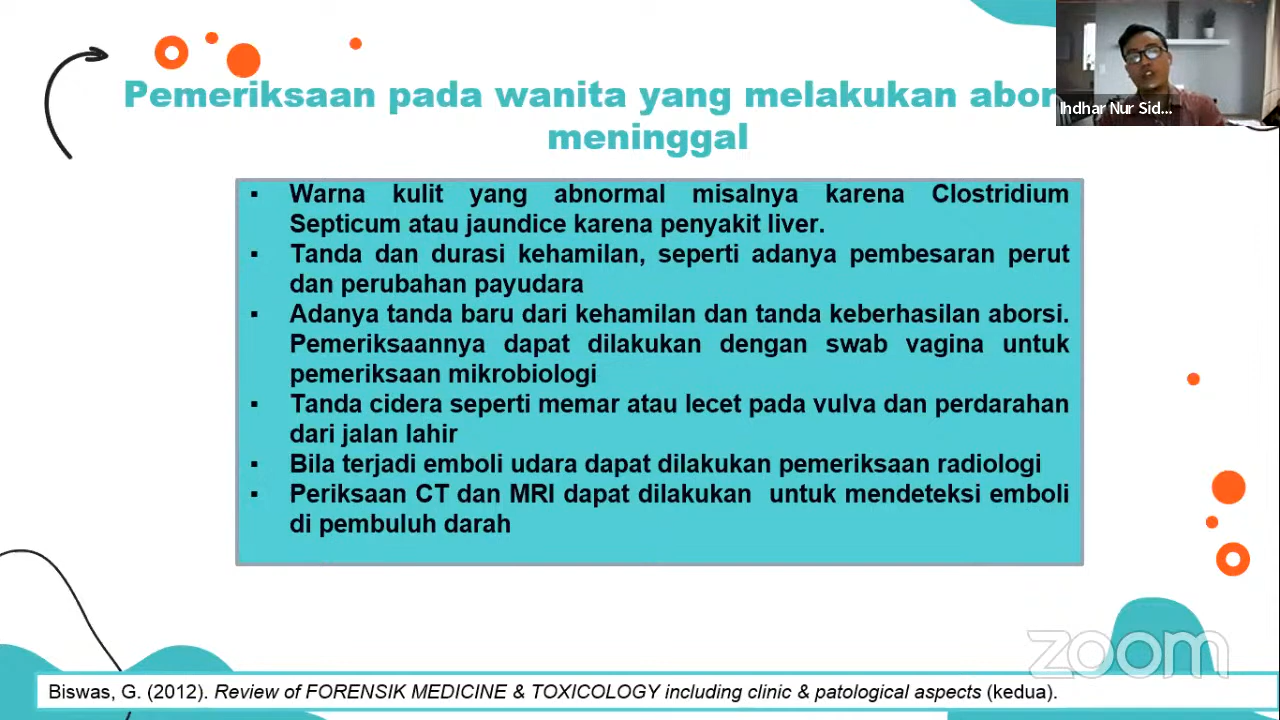 Pemeriksaan pada wanita yang melakukan abor
meninggal
Ihdhar Nur Sid...
▪ Warna kulit yang abnormal misalnya karena Clostridium
Septicum atau jaundice karena penyakit liver.
▪ Tanda dan durasi kehamilan, seperti adanya pembesaran perut
dan perubahan payudara
▪ Adanya tanda baru dari kehamilan dan tanda keberhasilan aborsi.
Pemeriksaannya dapat dilakukan dengan swab vagina untuk
pemeriksaan mikrobiologi
▪ Tanda cidera seperti memar atau lecet pada vulva dan perdarahan
dari jalan lahir
▪ Bila terjadi emboli udara dapat dilakukan pemeriksaan radiologi
▪ Periksaan CT dan MRI dapat dilakukan untuk mendeteksi emboli
di pembuluh darah
zoom
Biswas, G. (2012). Review of FORENSIK MEDICINE & TOXICOLOGY including clinic & patological aspects (kedua).